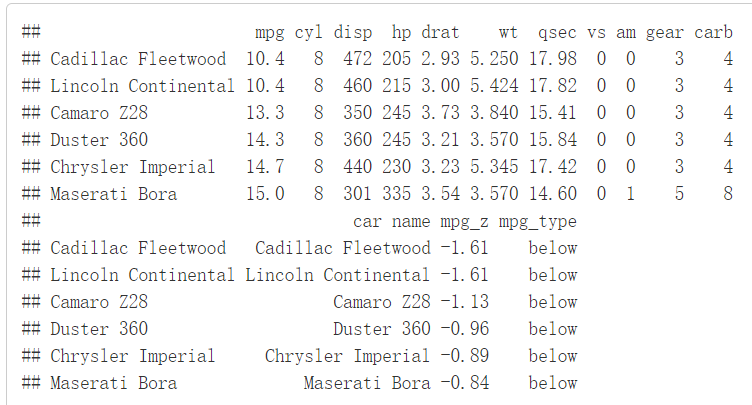 ##                      mpg cyl disp  hp drat    wt  qsec vs am gear carb
## Cadillac Fleetwood  10.4   8  472 205 2.93 5.250 17.98  0  0    3    4
## Lincoln Continental 10.4   8  460 215 3.00 5.424 17.82  0  0    3    4
## Camaro Z28          13.3   8  350 245 3.73 3.840 15.41  0  0    3    4
## Duster 360          14.3   8  360 245 3.21 3.570 15.84  0  0    3    4
## Chrysler Imperial   14.7   8  440 230 3.23 5.345 17.42  0  0    3    4
## Maserati Bora       15.0   8  301 335 3.54 3.570 14.60  0  1    5    8
##                                car name mpg_z mpg_type
## Cadillac Fleetwood   Cadillac Fleetwood -1.61    below
## Lincoln Continental Lincoln Continental -1.61    below
## Camaro Z28                   Camaro Z28 -1.13    below
## Duster 360                   Duster 360 -0.96    below
## Chrysler Imperial     Chrysler Imperial -0.89    below
## Maserati Bora             Maserati Bora -0.84    below